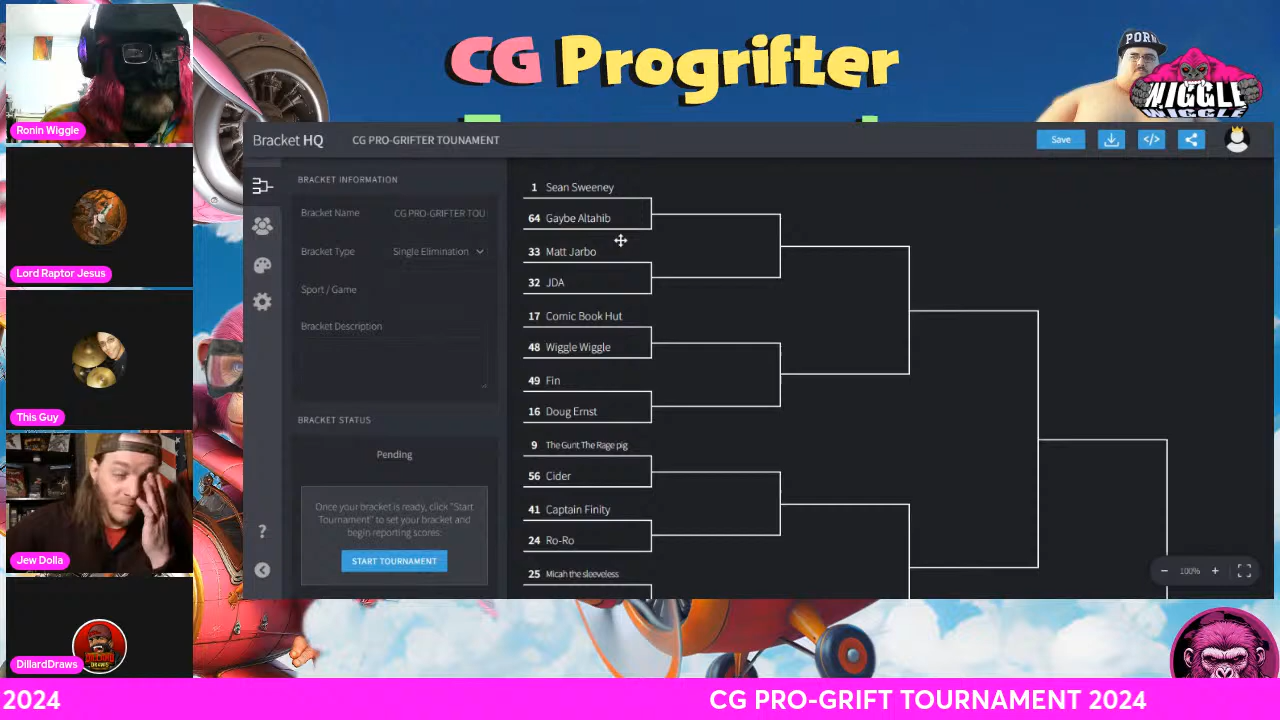 CG Progrifter
PORN
WIGGLE
WIGGLE
Ronin Wiggie
Lord Raptor Jesus
This Guy
Jew Dolla
DillardDraws
Bracket HQ
CG PRO-GRIFTER TOURNAMENT
Save
BRACKET INFORMATION
Bracket Name CG PRO-GRIFTER TOU
Bracket Type Single Elimination
Sport / Game
Bracket Description
BRACKET STATUS
Pending
Once your bracket is ready, click "Start
Tournament" to set your bracket and
begin reporting scores:
START TOURNAMENT
?
1 Sean Sweeney
64 Gaybe Altahib
33 Matt Jarbo
32 JDA
17 Comic Book Hut
48 Wiggle Wiggle
49 Fin
16 Doug Ernst
9 The Gunt The Rage pig
56 Cider
41 Captain Finity
24 Ro-Ro
25 Micah the sleeveless
− 100% +
2024
CG PRO-GRIFT TOURNAMENT 2024